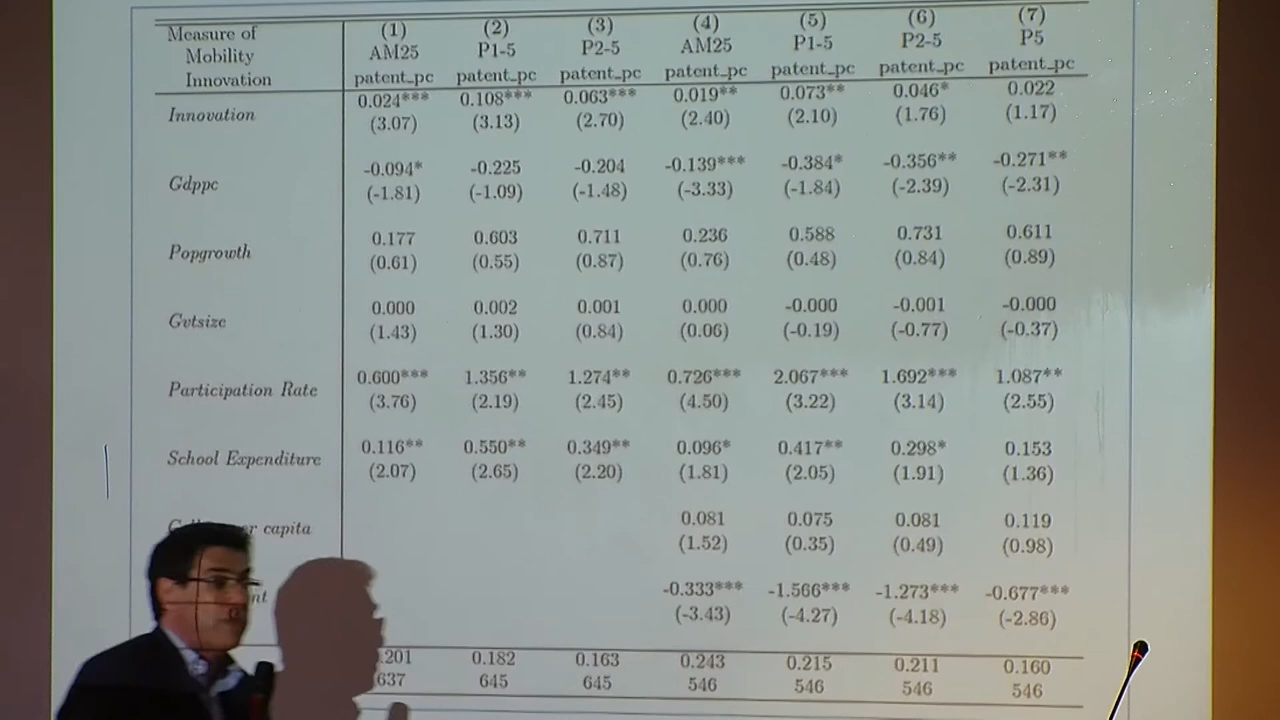 (1) (2) (3) (4) (5) (6) (7)
Measure of AM25 P1-5 P2-5 AM25 P1-5 P2-5 P5
Mobility
Innovation patent_pc patent_pc patent_pc patent_pc patent_pc patent_pc patent_pc
Innovation 0.024*** 0.108*** 0.063*** 0.019** 0.073** 0.046* 0.022
(3.07) (3.13) (2.70) (2.40) (2.10) (1.76) (1.17)
Gdppc -0.094* -0.225 -0.204 -0.139*** -0.384* -0.356** -0.271**
(-1.81) (-1.09) (-1.48) (-3.33) (-1.84) (-2.39) (-2.31)
Popgrowth 0.177 0.603 0.711 0.236 0.588 0.731 0.611
(0.61) (0.55) (0.87) (0.76) (0.48) (0.84) (0.89)
Gvtsize 0.000 0.002 0.001 0.000 -0.000 -0.001 -0.000
(1.43) (1.30) (0.84) (0.06) (-0.19) (-0.77) (-0.37)
Participation Rate 0.600*** 1.356** 1.274** 0.726*** 2.067*** 1.692*** 1.087**
(3.76) (2.19) (2.45) (4.50) (3.22) (3.14) (2.55)
School Expenditure 0.116** 0.550** 0.349** 0.096* 0.417** 0.298* 0.153
(2.07) (2.65) (2.20) (1.81) (2.05) (1.91) (1.36)
capita 0.081 0.075 0.081 0.119
(1.52) (0.35) (0.49) (0.98)
-0.333*** -1.566*** -1.273*** -0.677***
(-3.43) (-4.27) (-4.18) (-2.86)
.201 0.182 0.163 0.243 0.215 0.211 0.160
637 645 645 546 546 546 546